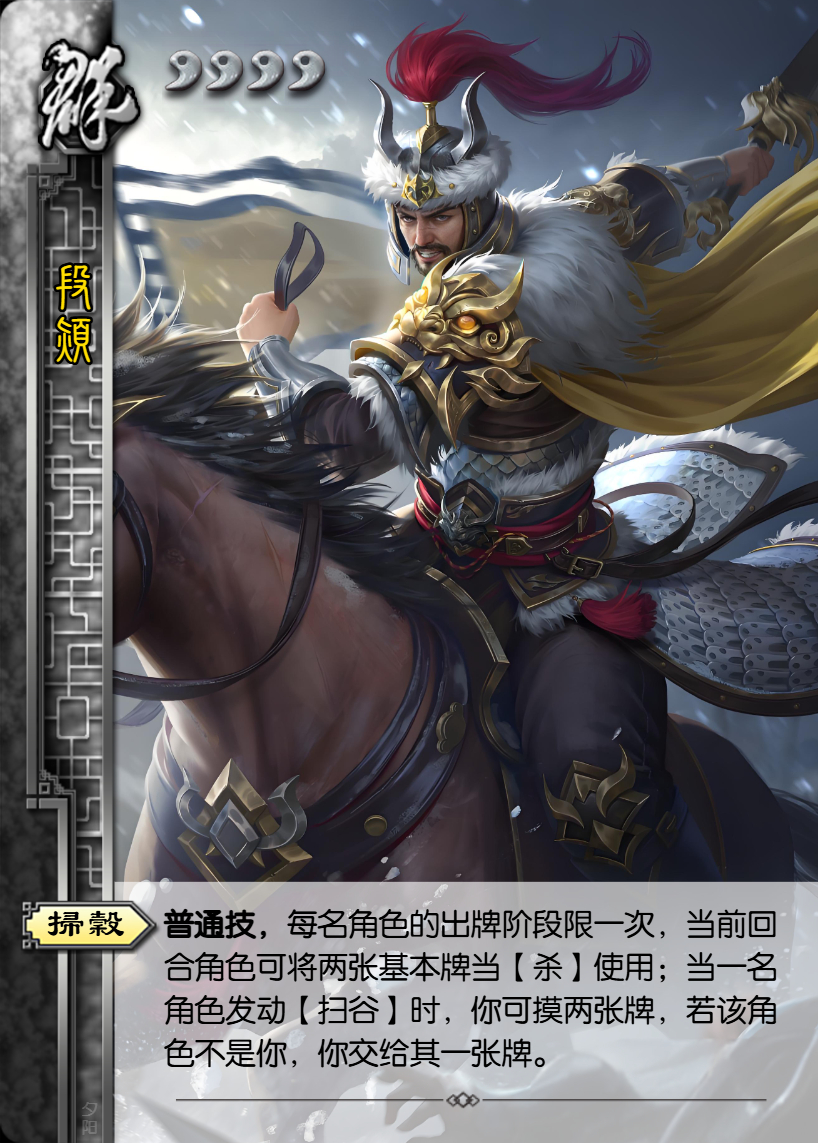 群
段熲
掃穀
普通技，每名角色的出牌阶段限一次，当前回
合角色可将两张基本牌当【杀】使用；当一名
角色发动【扫谷】时，你可摸两张牌，若该角
色不是你，你交给其一张牌。
夕阳